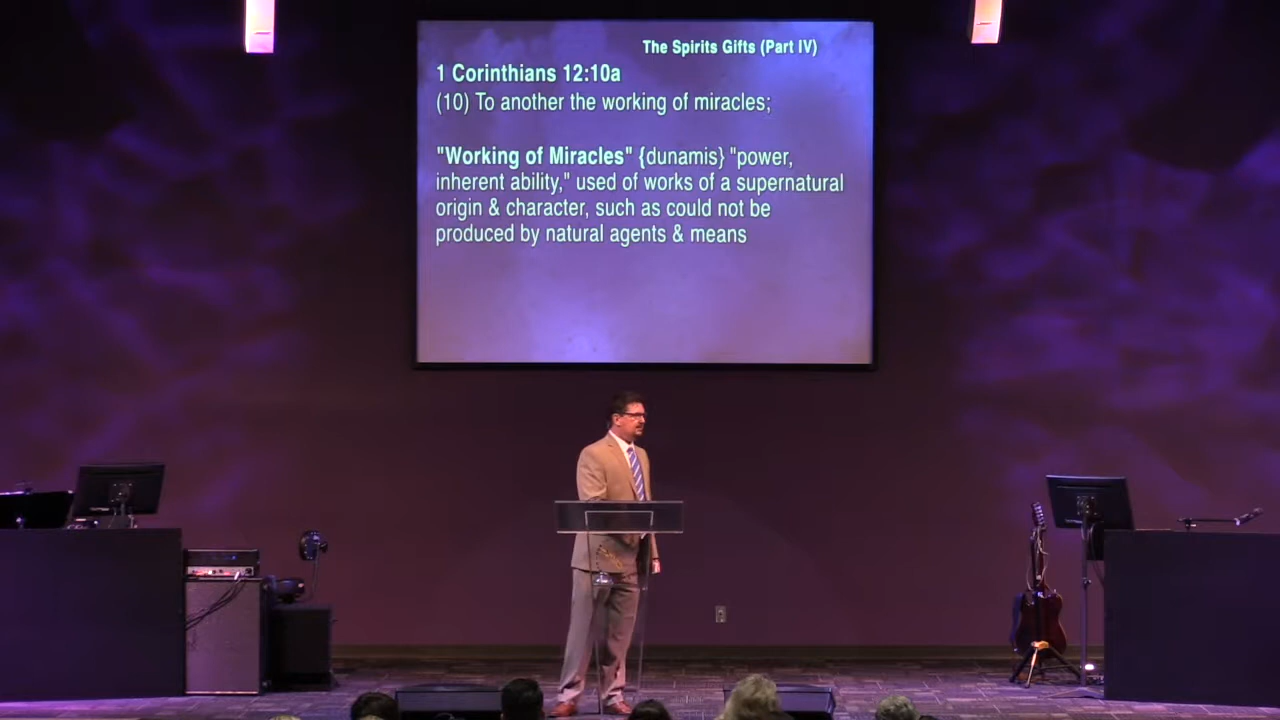 The Spirits Gifts (Part IV)
1 Corinthians 12:10a
(10) To another the working of miracles;
"Working of Miracles" {dunamis} "power,
inherent ability," used of works of a supernatural
origin & character, such as could not be
produced by natural agents & means